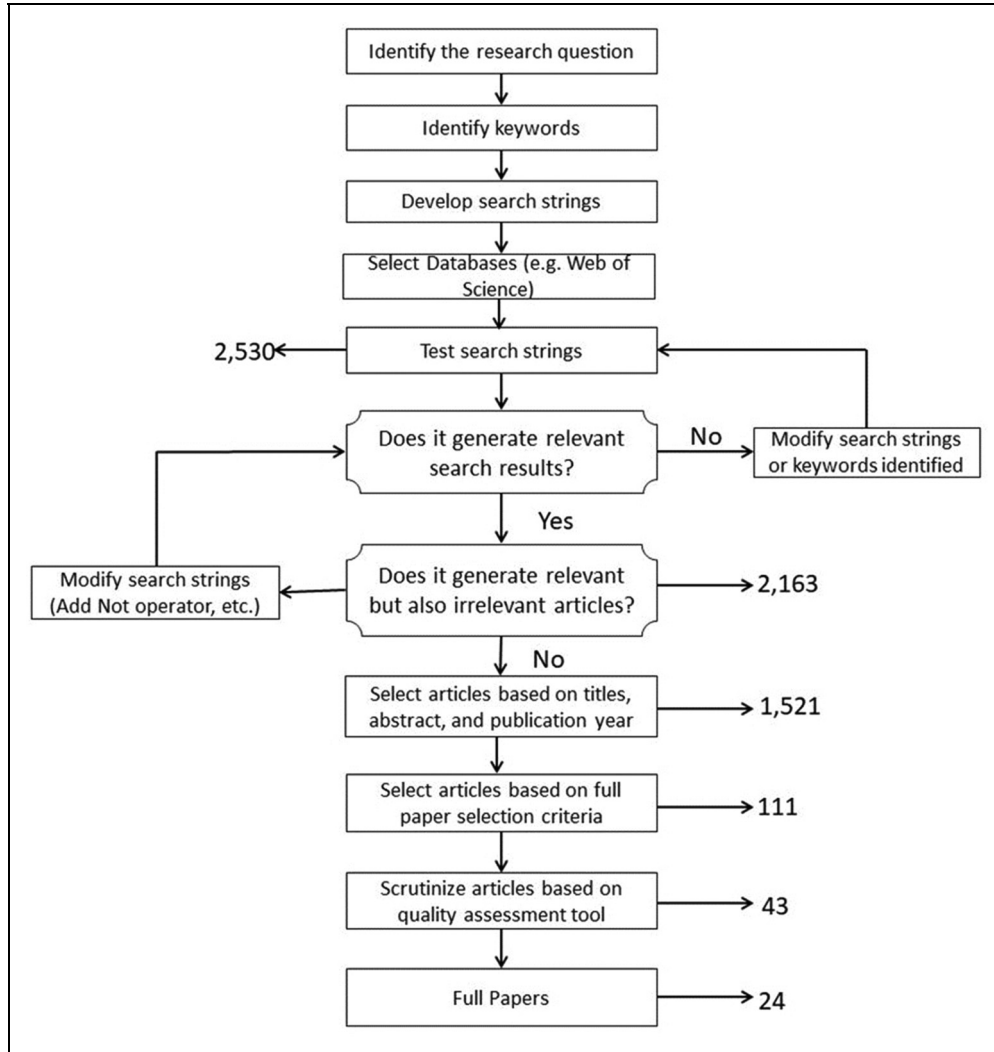 Identify the research question
Identify keywords
Develop search strings
Select Databases (e.g. Web of
Science)
2,530
Test search strings
Does it generate relevant
search results?
No
Modify search strings
or keywords identified
Yes
Modify search strings
(Add Not operator, etc.)
Does it generate relevant
but also irrelevant articles?
2,163
No
Select articles based on titles,
abstract, and publication year
1,521
Select articles based on full
paper selection criteria
111
Scrutinize articles based on
quality assessment tool
43
Full Papers
24